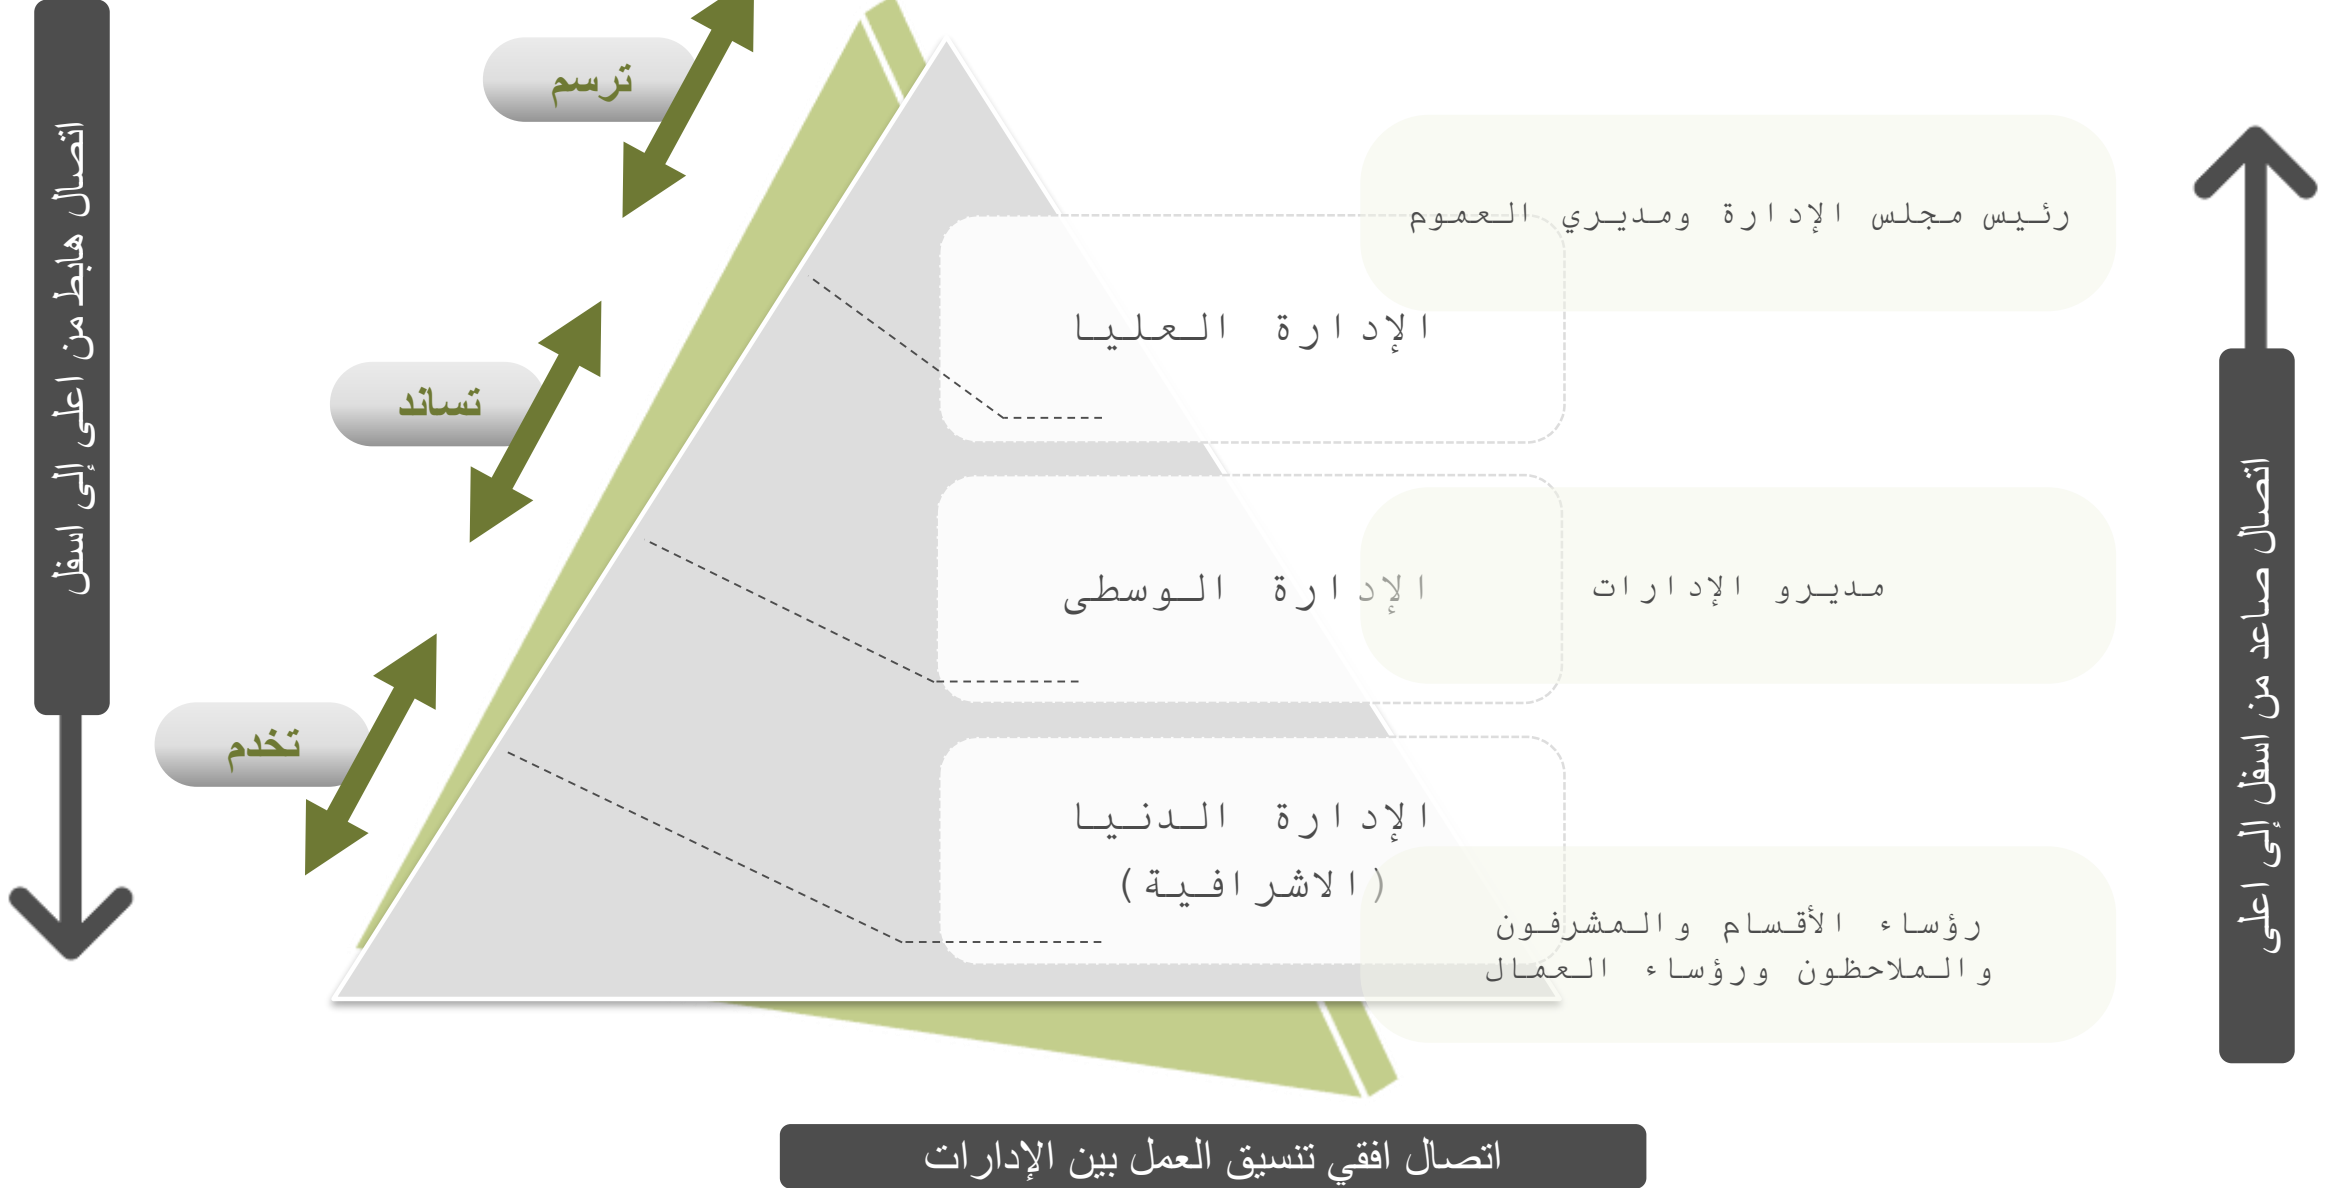 ترسم
رئيس مجلس الإدارة ومديري العموم
الإدارة العليا
تساند
مديرو الإدارات
الإدارة الوسطى
تخدم
الإدارة الدنيا
(الاشرافية)
رؤساء الأقسام والمشرفون
والملاحظون ورؤساء العمال
اتصال صاعد من اسفل إلى اعلى
اتصال هابط من اعلى إلى اسفل
اتصال افقي تنسيق العمل بين الإدارات